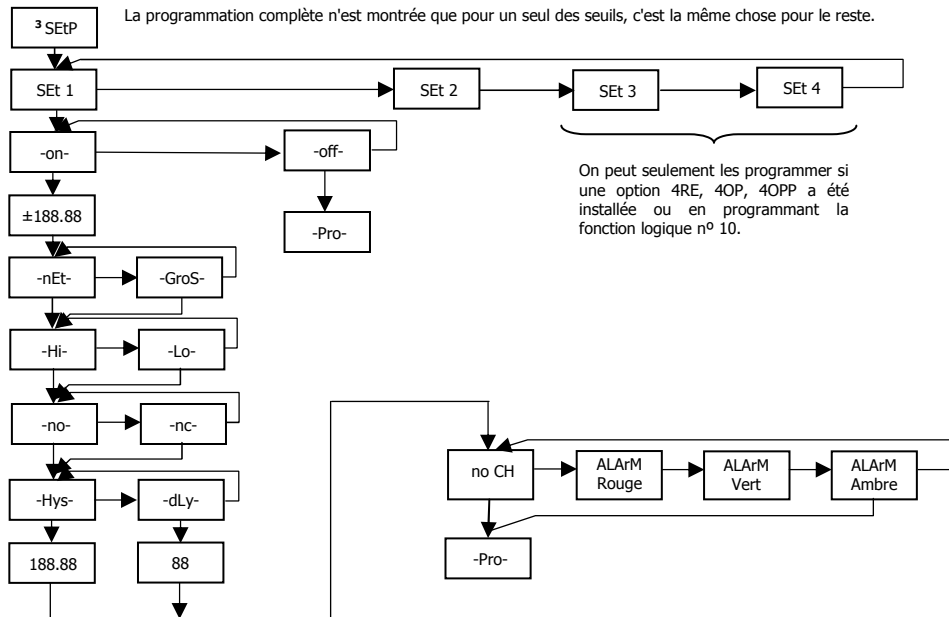 La programmation complète n'est montrée que pour un seul des seuils, c'est la même chose pour le reste.
³ SEtP
SEt 1
SEt 2
SEt 3
SEt 4
-on-
-off-
On peut seulement les programmer si
une option 4RE, 4OP, 4OPP a été
installée ou en programmant la
fonction logique nº 10.
±188.88
-Pro-
-nEt-
-GroS-
-Hi-
-Lo-
-no-
-nc-
no CH
ALArM
Rouge
ALArM
Vert
ALArM
Ambre
-Hys-
-dLy-
188.88
88
-Pro-